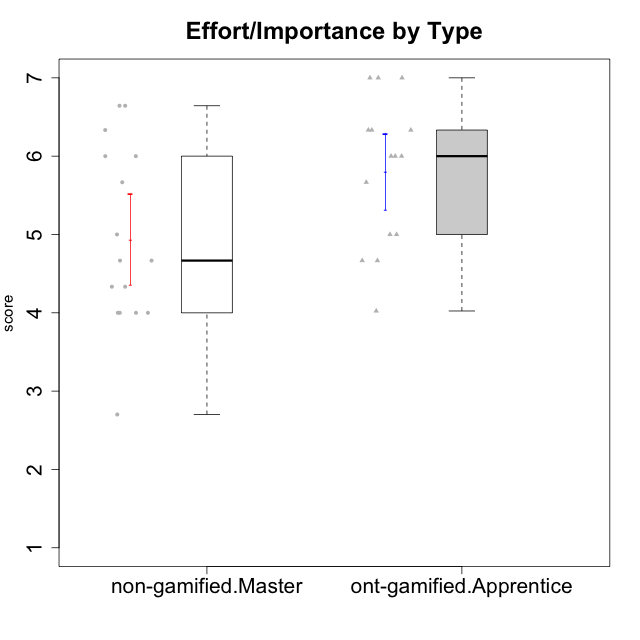 Effort/Importance by Type
7
6
5
4
3
2
1
score
non-gamified.Master
ont-gamified.Apprentice